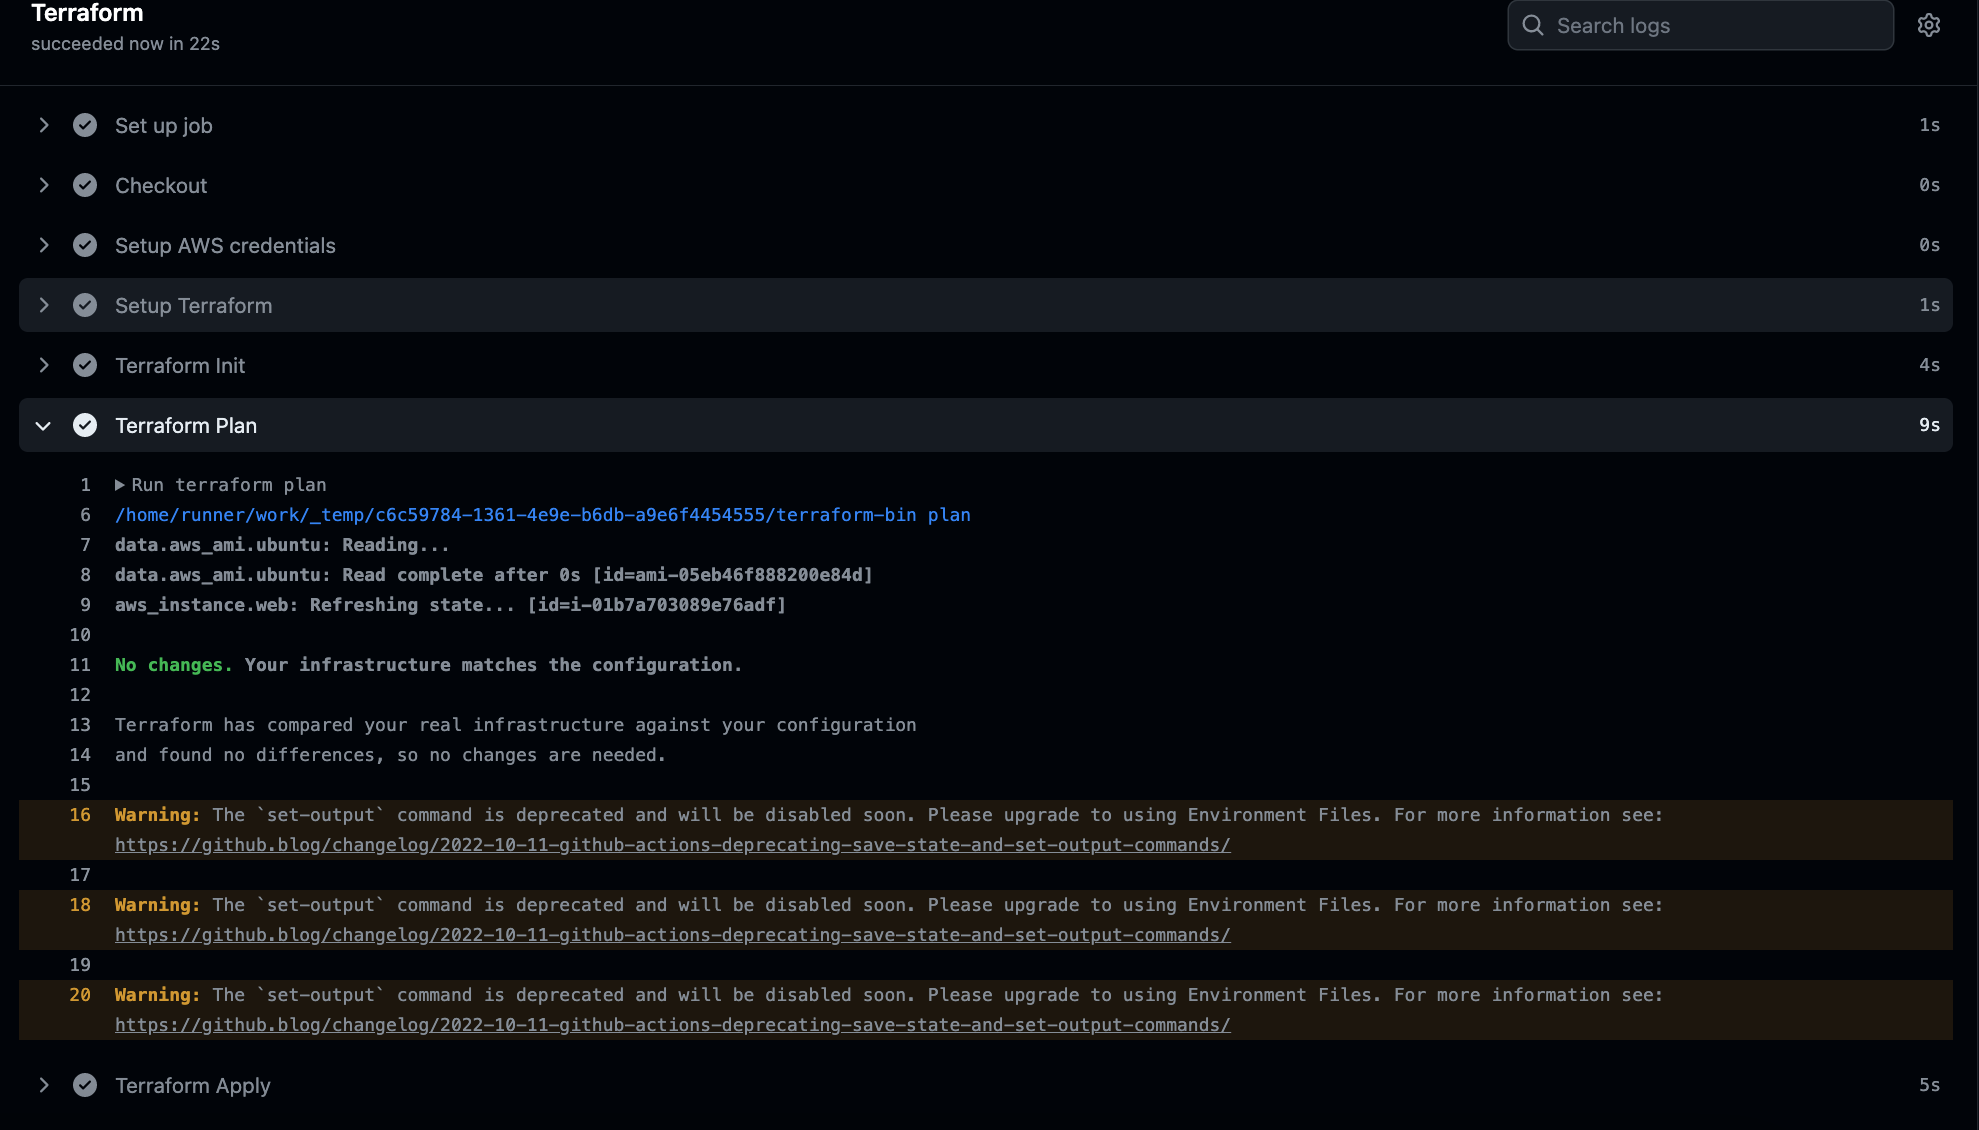 Terraform
succeeded now in 22s
Search logs
Set up job 1s
Checkout 0s
Setup AWS credentials 0s
Setup Terraform 1s
Terraform Init 4s
Terraform Plan 9s
1 Run terraform plan
6 /home/runner/work/_temp/c6c59784-1361-4e9e-b6db-a9e6f4454555/terraform-bin plan
7 data.aws_ami.ubuntu: Reading...
8 data.aws_ami.ubuntu: Read complete after 0s [id=ami-05eb46f888200e84d]
9 aws_instance.web: Refreshing state... [id=i-01b7a703089e76adf]
10
11 No changes. Your infrastructure matches the configuration.
12
13 Terraform has compared your real infrastructure against your configuration
14 and found no differences, so no changes are needed.
15
16 Warning: The `set-output` command is deprecated and will be disabled soon. Please upgrade to using Environment Files. For more information see:
https://github.blog/changelog/2022-10-11-github-actions-deprecating-save-state-and-set-output-commands/
17
18 Warning: The `set-output` command is deprecated and will be disabled soon. Please upgrade to using Environment Files. For more information see:
https://github.blog/changelog/2022-10-11-github-actions-deprecating-save-state-and-set-output-commands/
19
20 Warning: The `set-output` command is deprecated and will be disabled soon. Please upgrade to using Environment Files. For more information see:
https://github.blog/changelog/2022-10-11-github-actions-deprecating-save-state-and-set-output-commands/
Terraform Apply 5s